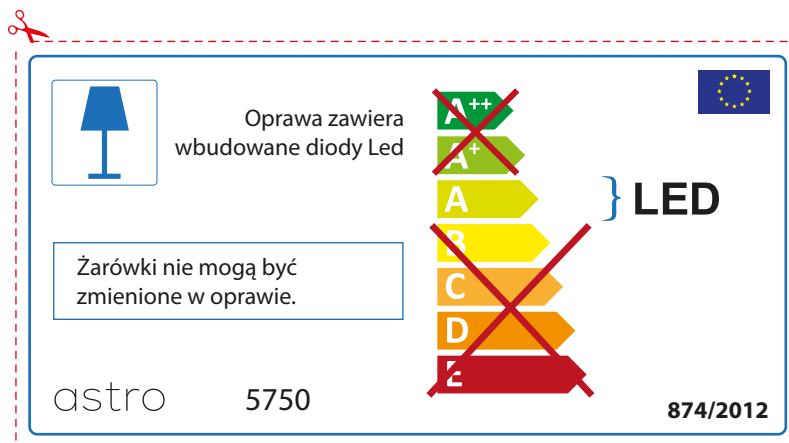 Oprawa zawiera
wbudowane diody Led
A++
A+
A
B
C
D
E
LED
Żarówki nie mogą być
zmienione w oprawie.
astro
5750
874/2012